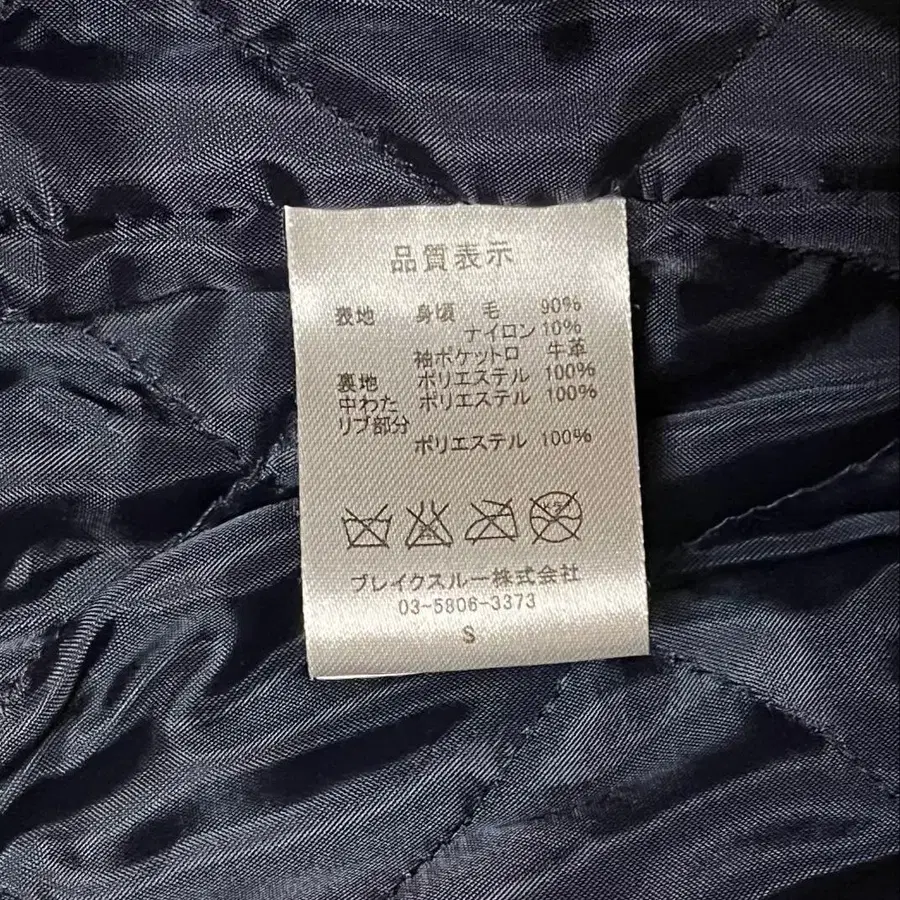 品質表示
表地 身頃 毛 90%
ナイロン 10%
袖ポケット口 牛革
裏地 ポリエステル 100%
中わた ポリエステル 100%
リブ部分
ポリエステル 100%
ブレイクスルー株式会社
03-5806-3373
S